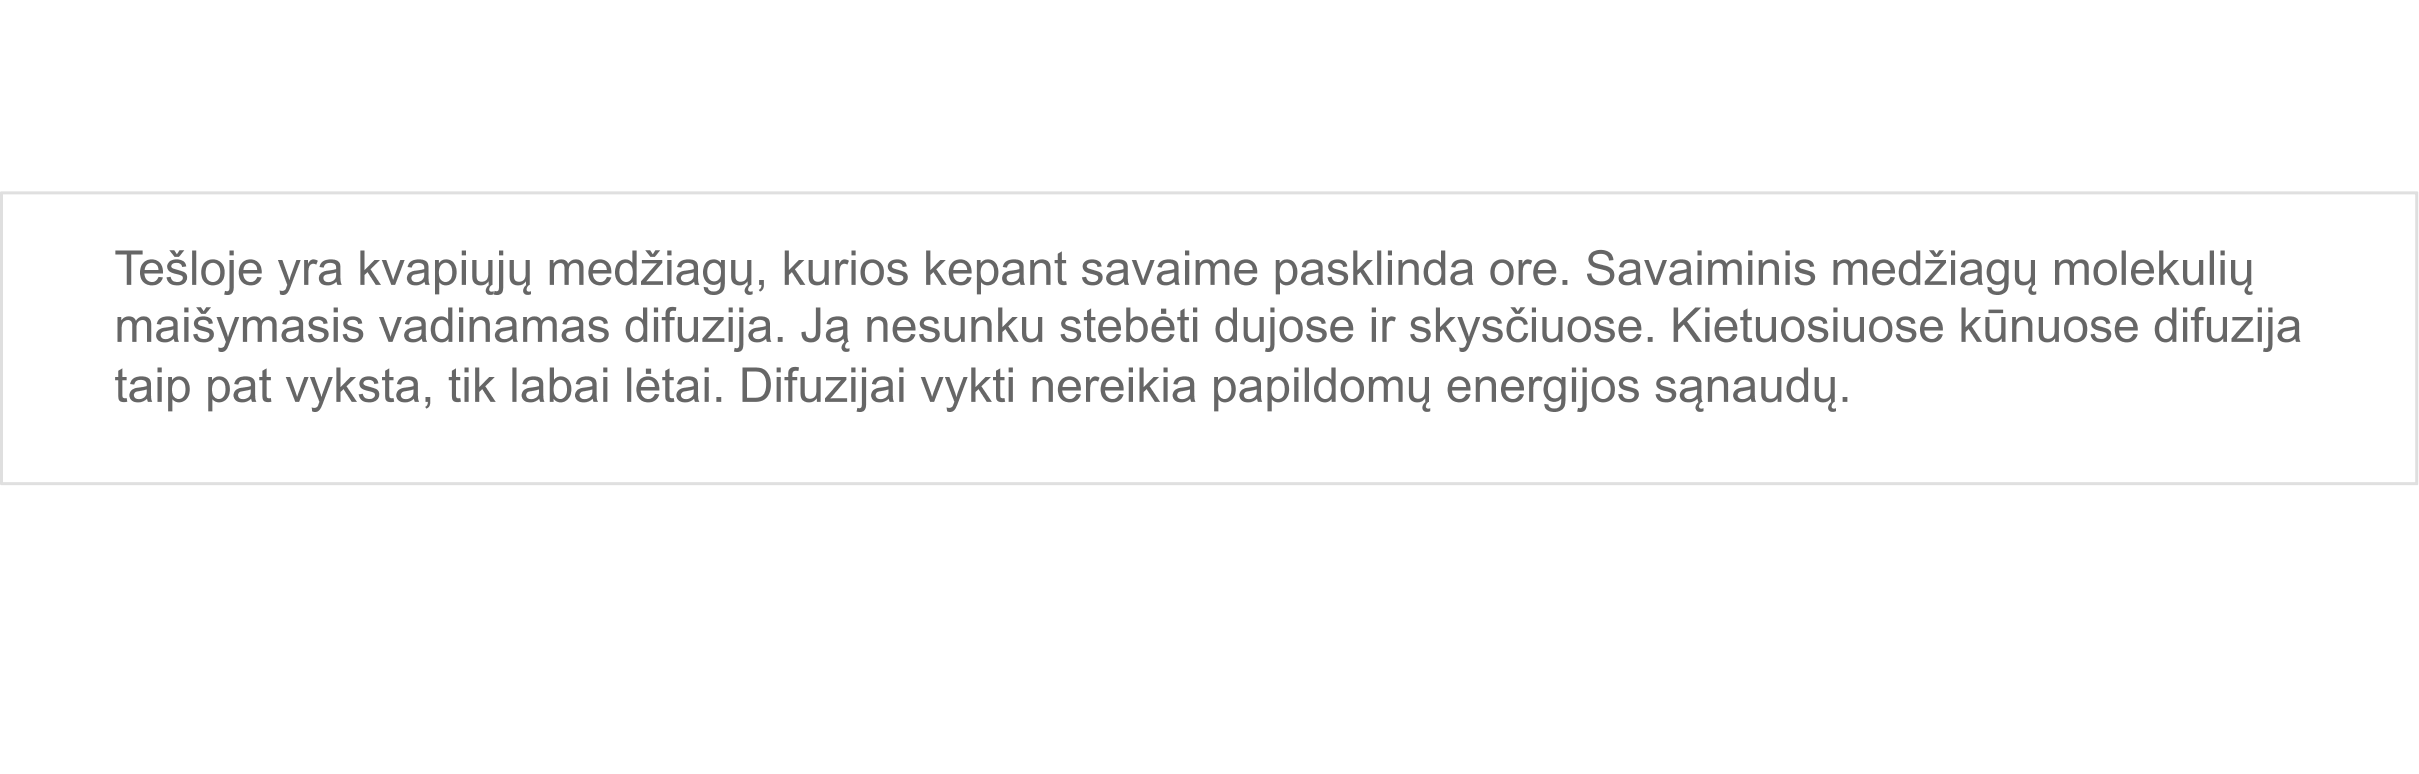 Tešloje yra kvapiųjų medžiagų, kurios kepant savaime pasklinda ore. Savaiminis medžiagų molekulių
maišymasis vadinamas difuzija. Ją nesunku stebėti dujose ir skysčiuose. Kietuosiuose kūnuose difuzija
taip pat vyksta, tik labai lėtai. Difuzijai vykti nereikia papildomų energijos sąnaudų.